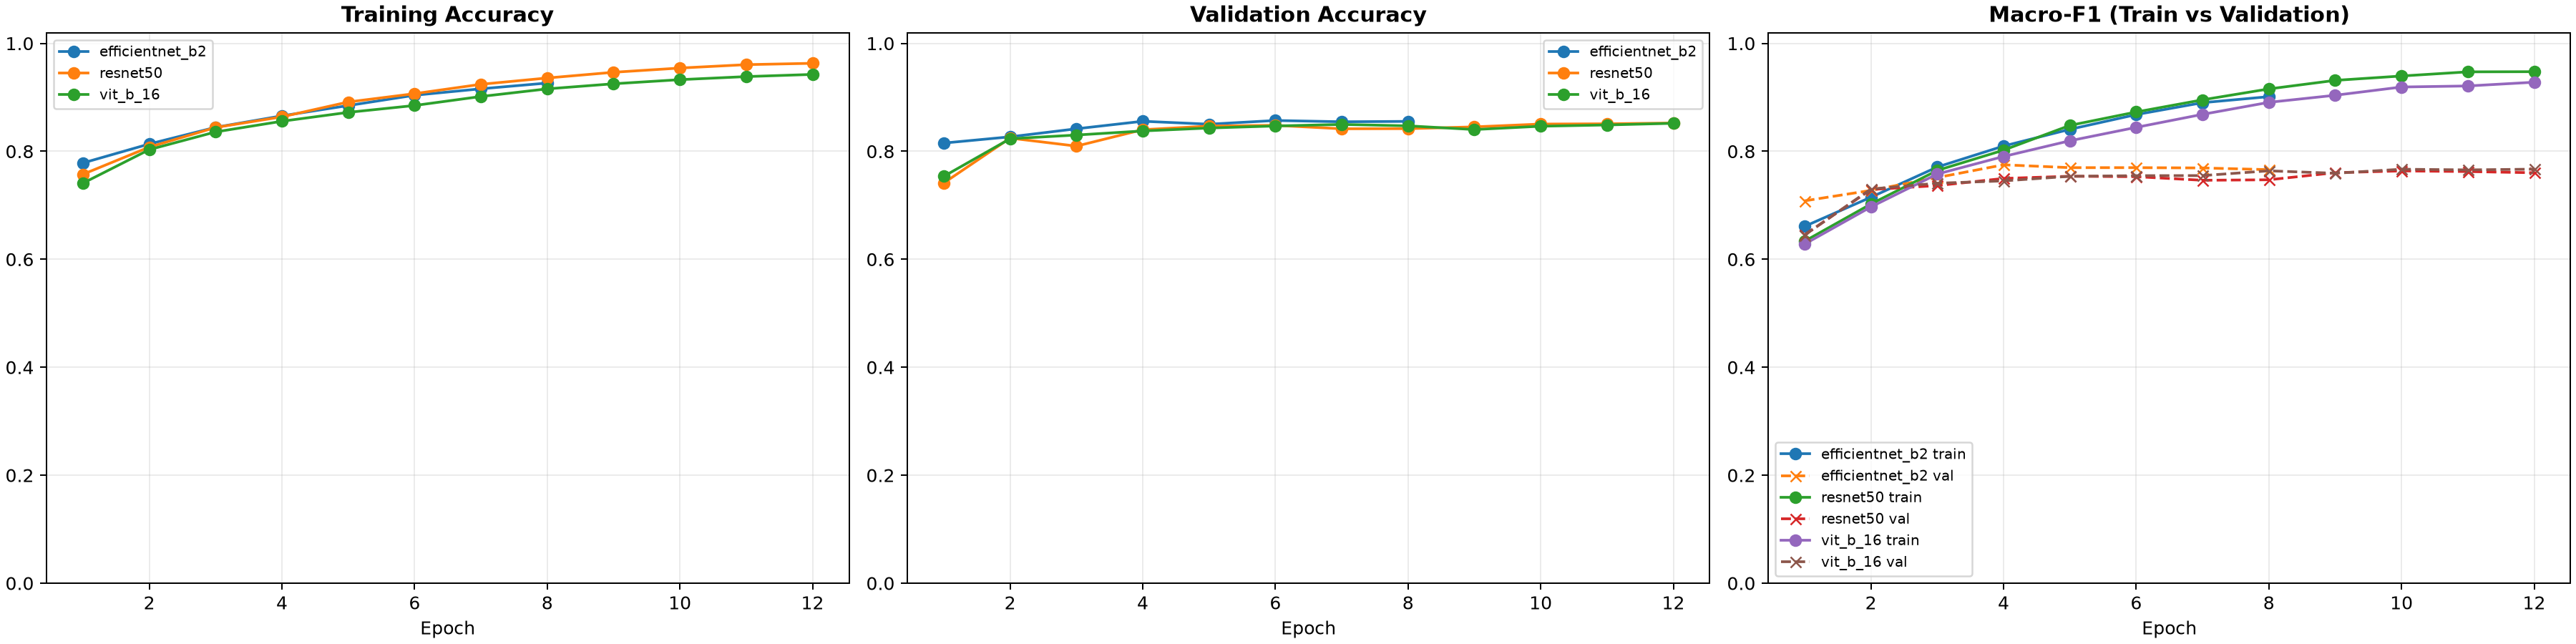 Training Accuracy
1.0
0.8
0.6
0.4
0.2
0.0
efficientnet_b2
resnet50
vit_b_16
2 4 6 8 10 12
Epoch
Validation Accuracy
1.0
0.8
0.6
0.4
0.2
0.0
efficientnet_b2
resnet50
vit_b_16
2 4 6 8 10 12
Epoch
Macro-F1 (Train vs Validation)
1.0
0.8
0.6
0.4
0.2
0.0
efficientnet_b2 train
efficientnet_b2 val
resnet50 train
resnet50 val
vit_b_16 train
vit_b_16 val
2 4 6 8 10 12
Epoch